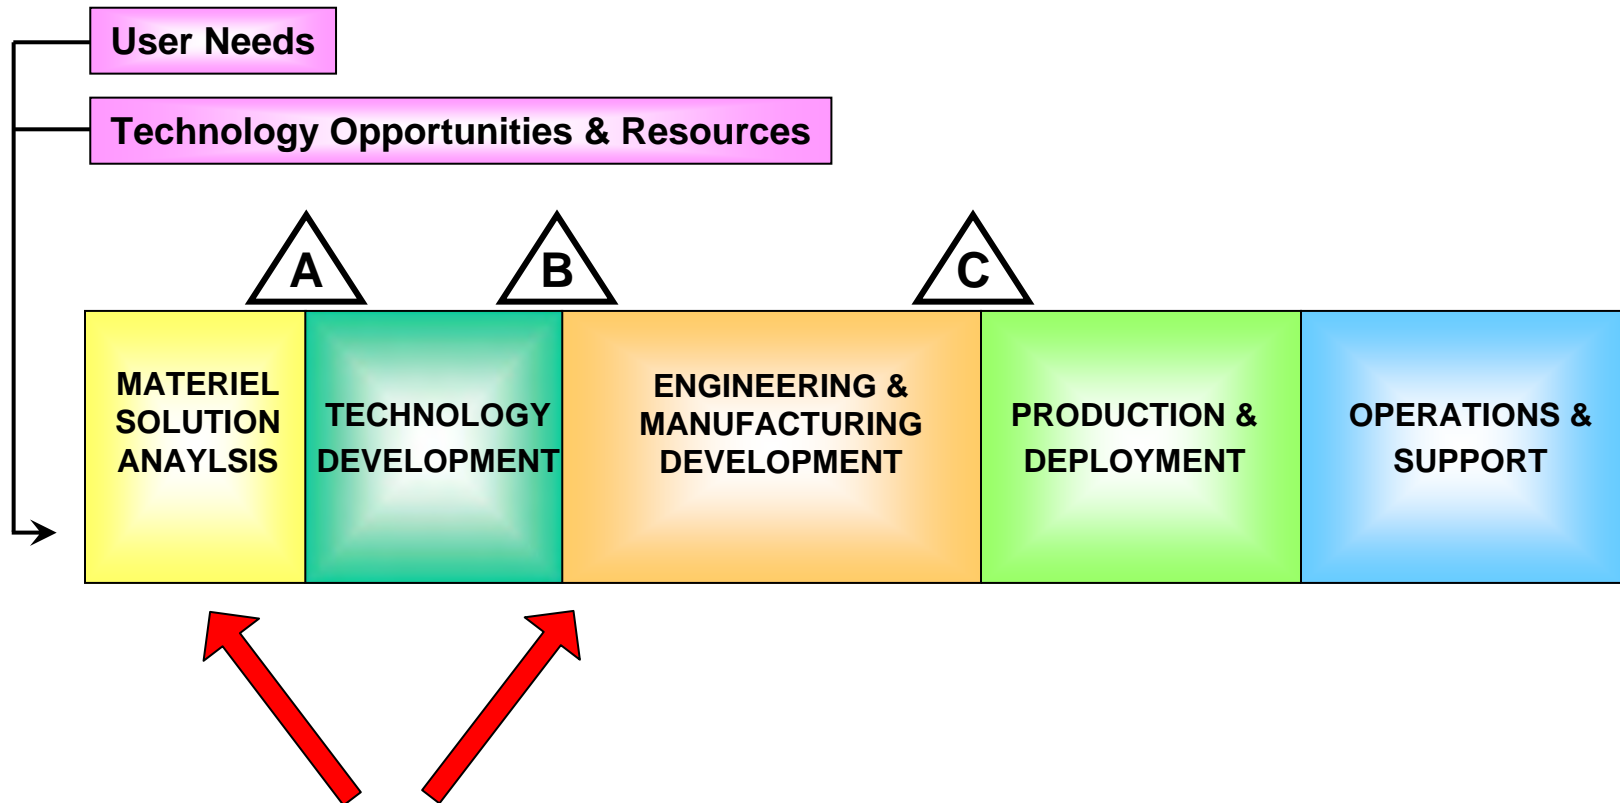 User Needs
Technology Opportunities & Resources
A
B
C
MATERIEL
SOLUTION
ANAYLSIS
TECHNOLOGY
DEVELOPMENT
ENGINEERING &
MANUFACTURING
DEVELOPMENT
PRODUCTION &
DEPLOYMENT
OPERATIONS &
SUPPORT